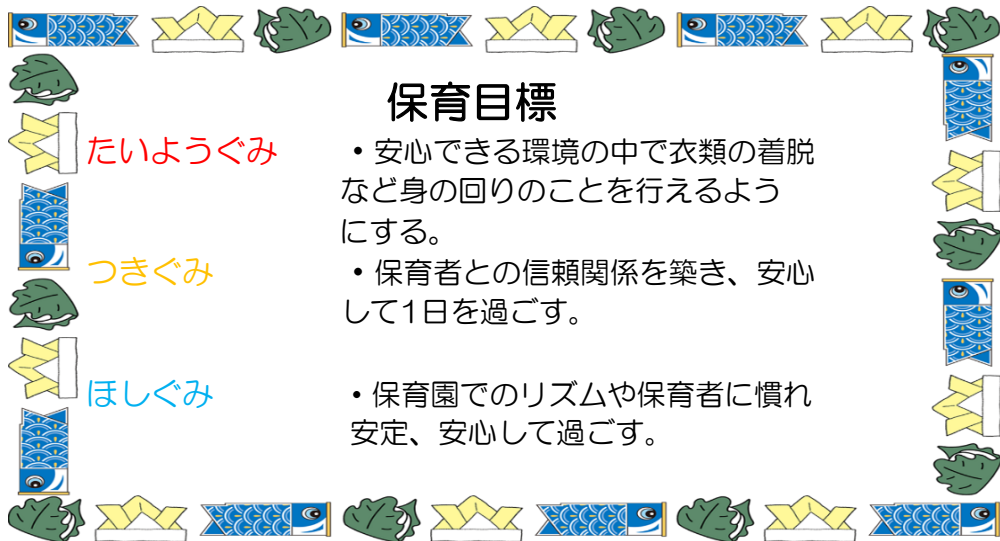 保育目標
たいようぐみ ・安心できる環境の中で衣類の着脱
など身の回りのことを行えるよう
にする。
つきぐみ ・保育者との信頼関係を築き、安心
して1日を過ごす。
ほしぐみ ・保育園でのリズムや保育者に慣れ
安定、安心して過ごす。